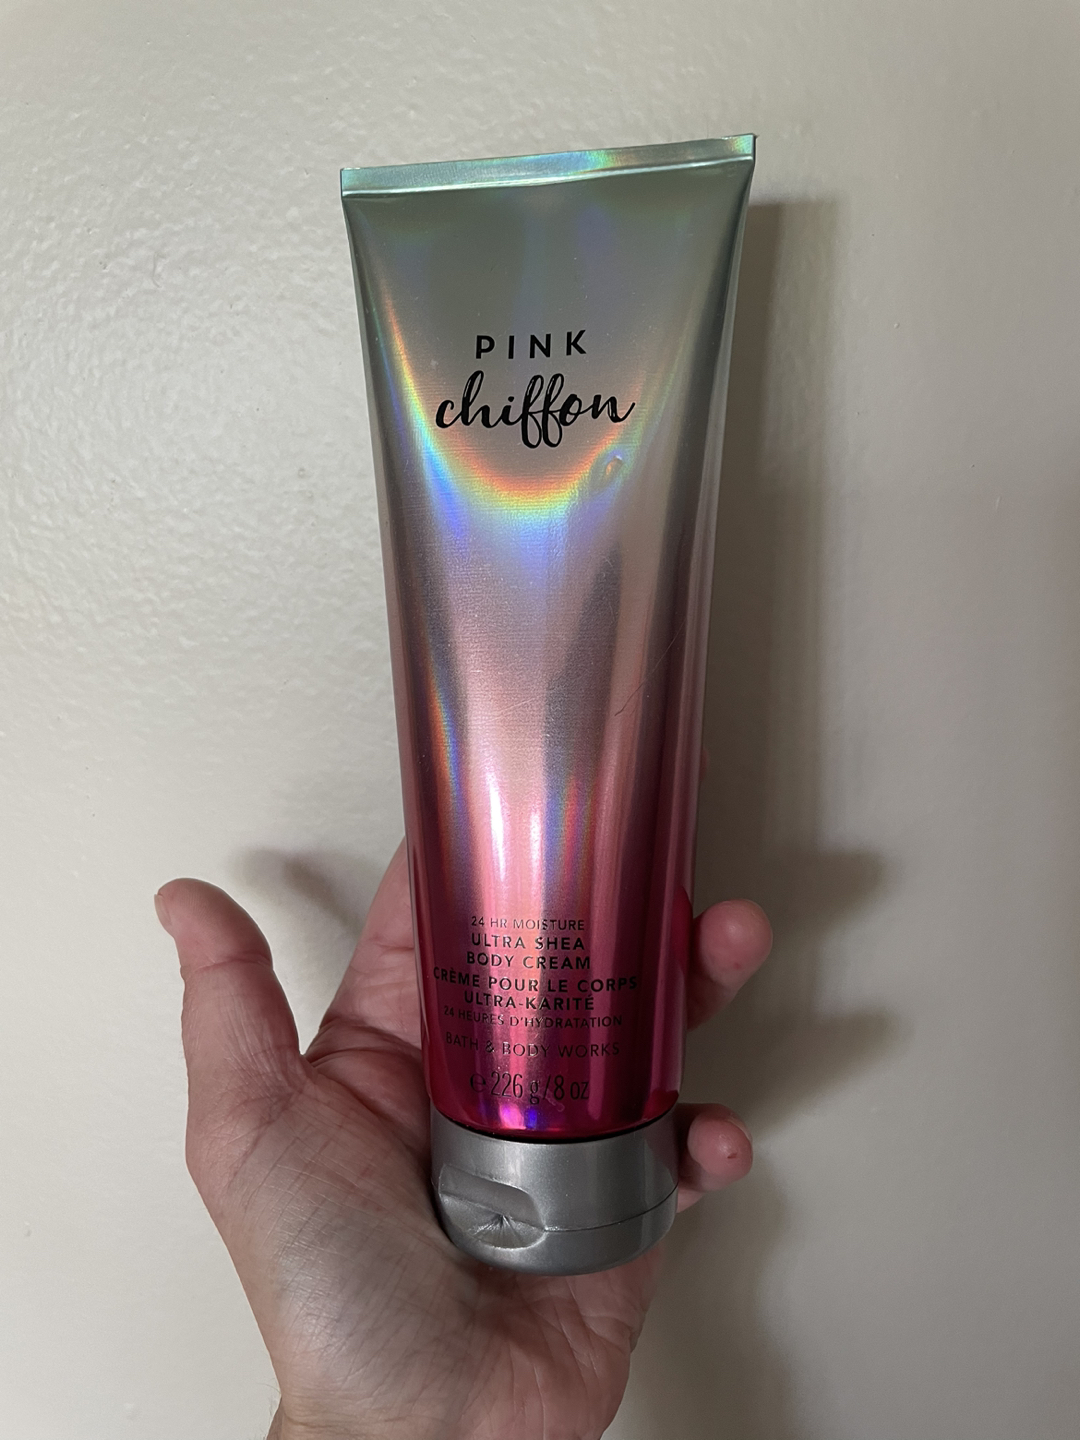 PINK
chiffon
24 HR MOISTURE
ULTRA SHEA
BODY CREAM
CRÈME POUR LE CORPS
ULTRA-KARITÉ
24 HEURES D'HYDRATATION
BATH & BODY WORKS
℮ 226 g/8 oz